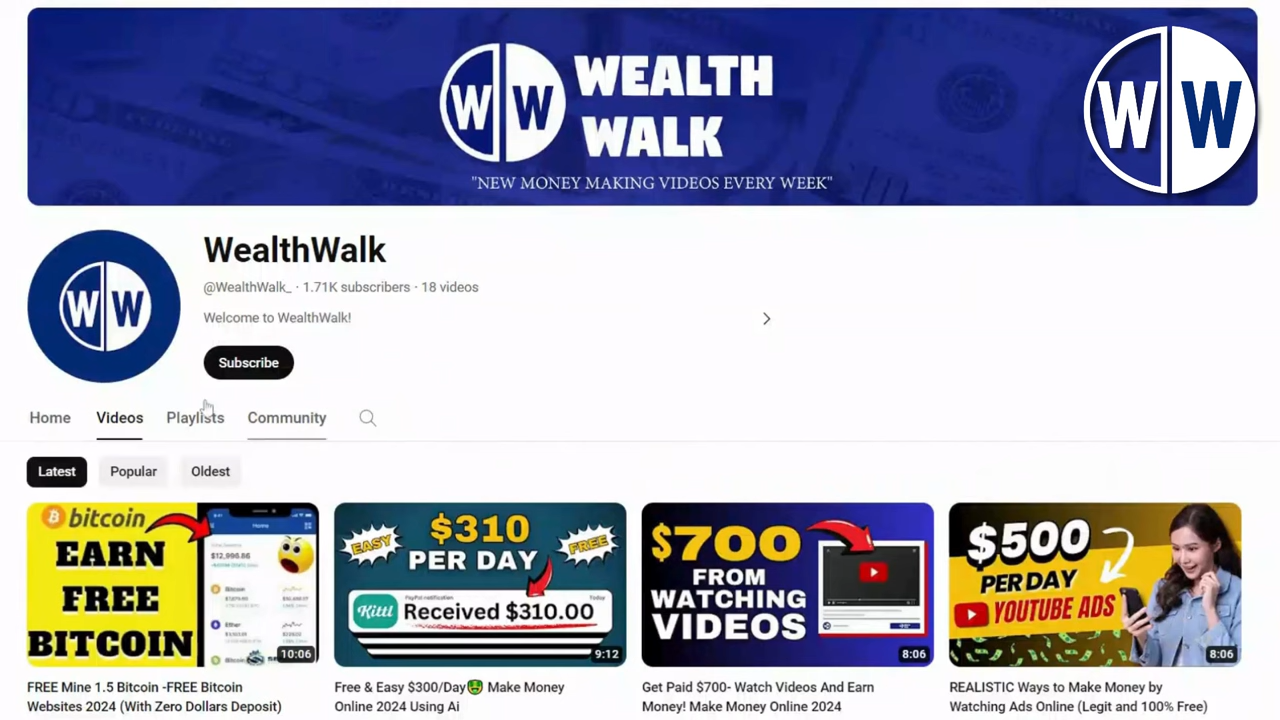 W W WEALTH
WALK
"NEW MONEY MAKING VIDEOS EVERY WEEK"
W W
W W
WealthWalk
@WealthWalk_ · 1.71K subscribers · 18 videos
Welcome to WealthWalk!
Subscribe
Home Videos Playlists Community
Latest Popular Oldest
bitcoin
EARN
FREE
BITCOIN
Home
$12,996.86
Bitcoin
Ether
Bitcoin
10:06
EASY
$310
PER DAY
FREE
PayPal notification
Today
Kittl
Received $310.00
9:12
$700
FROM
WATCHING
VIDEOS
8:06
$500
PER DAY
YOUTUBE ADS
8:06
FREE Mine 1.5 Bitcoin -FREE Bitcoin
Websites 2024 (With Zero Dollars Deposit)
Free & Easy $300/Day🤑 Make Money
Online 2024 Using Ai
Get Paid $700- Watch Videos And Earn
Money! Make Money Online 2024
REALISTIC Ways to Make Money by
Watching Ads Online (Legit and 100% Free)